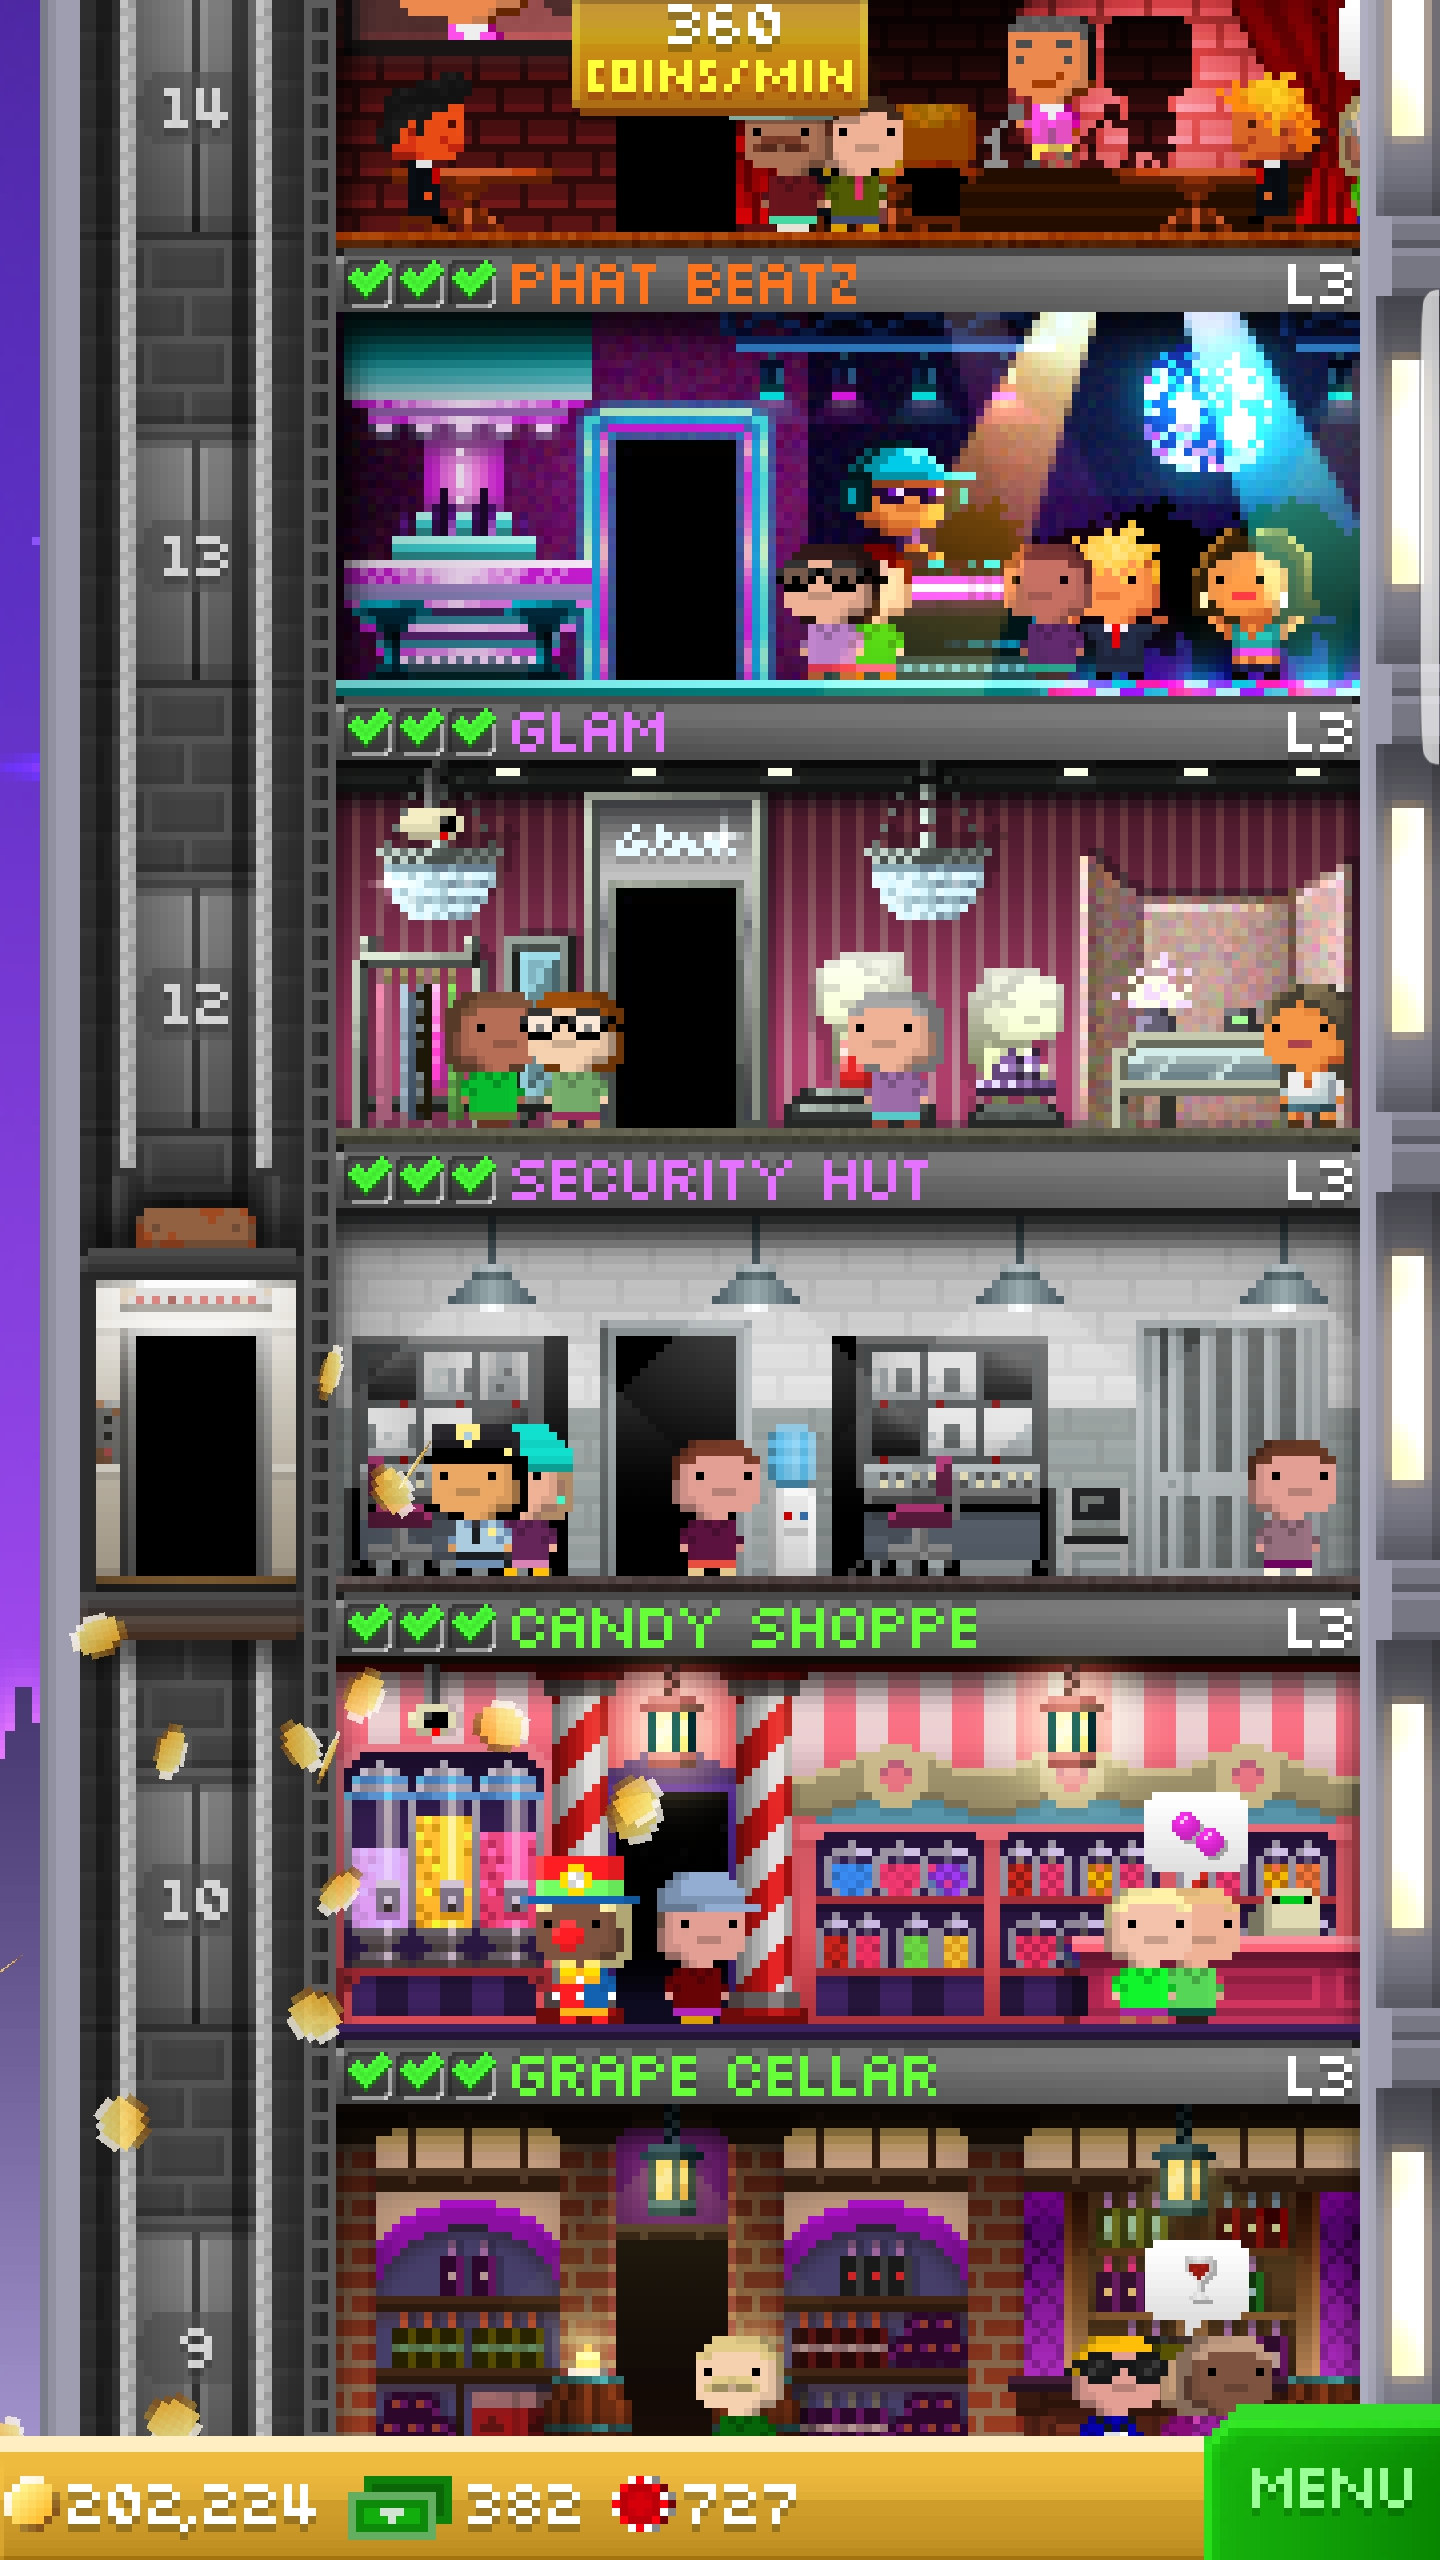 360
COINS/MIN
14
PHAT BEATZ L3
13
GLAM L3
Glam
12
SECURITY HUT L3
CANDY SHOPPE L3
10
GRAPE CELLAR L3
9
202,224 382 727
MENU